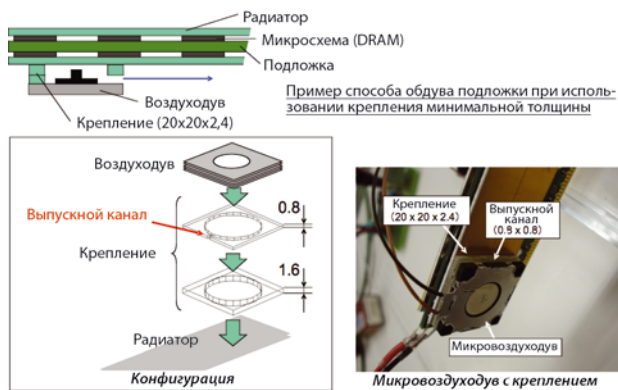 Радиатор
Микросхема (DRAM)
Подложка
Воздуходув
Крепление (20x20x2,4)
Пример способа обдува подложки при исполь-
зовании крепления минимальной толщины
Воздуходув
Выпускной канал
0.8
Крепление
1.6
Радиатор
Конфигурация
Крепление
(20 x 20 x 2.4)
Выпускной
канал
(0.8 x 0.8)
Микровоздуходув
Микровоздуходув с креплением